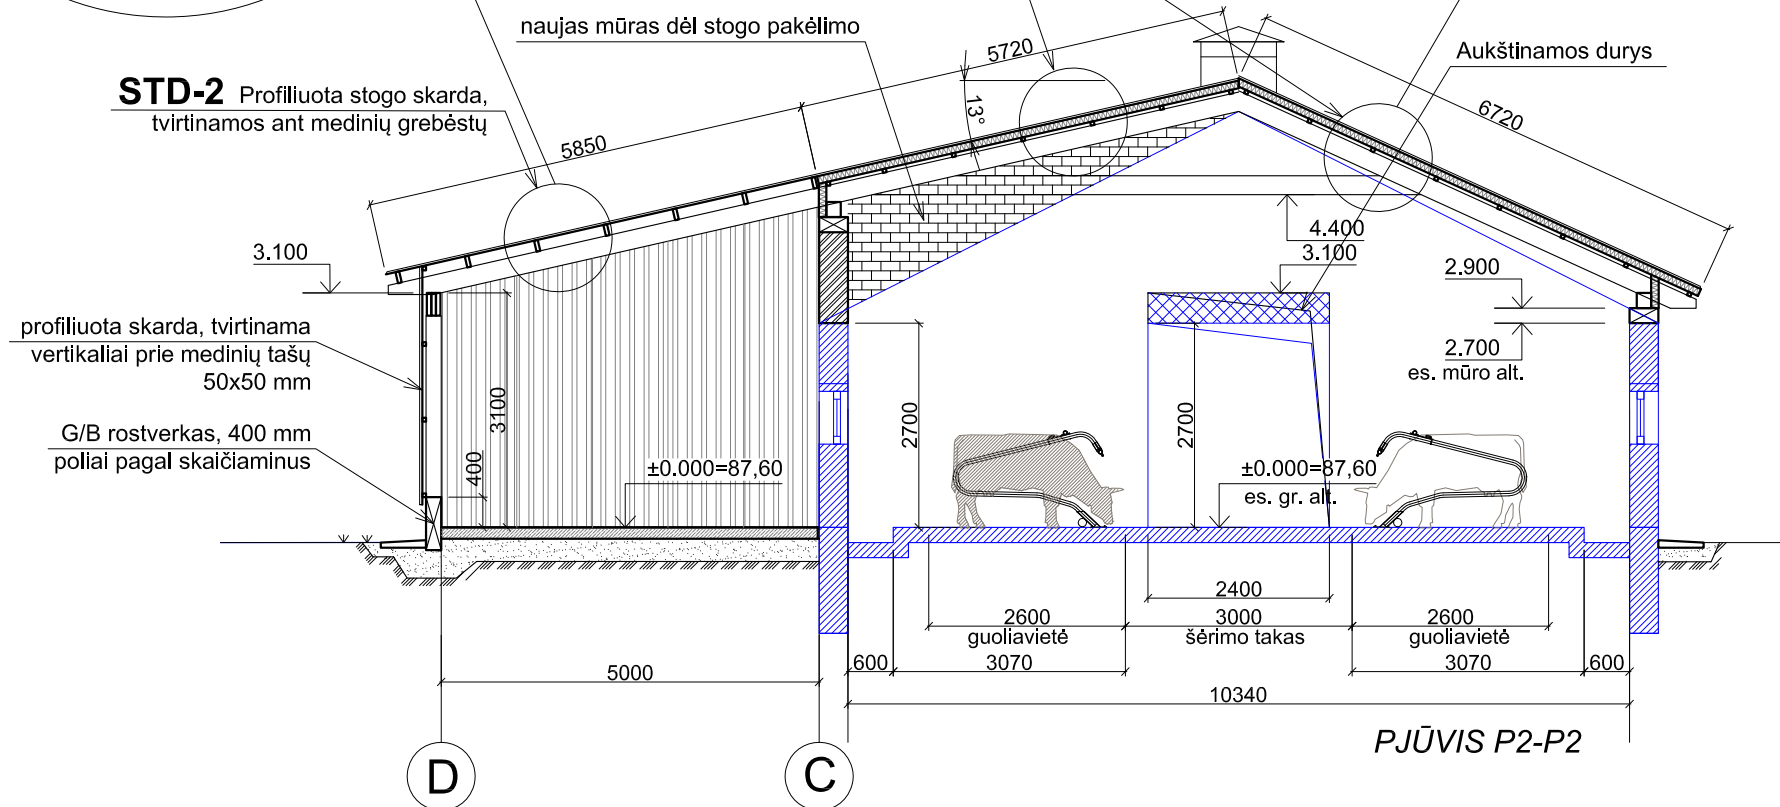 naujas mūras dėl stogo pakėlimo
5720
Aukštinamos durys
STD-2 Profiliuota stogo skarda,
tvirtinamos ant medinių grebėstų
13°
6720
5850
3.100
4.400
3.100
2.900
profiliuota skarda, tvirtinama
vertikaliai prie medinių tašų
50x50 mm
2.700
es. mūro alt.
3100
2700
2700
G/B rostverkas, 400 mm
poliai pagal skaičiaminus
400
±0.000=87,60
±0.000=87,60
es. gr. alt.
2400
2600
3000
2600
guoliavietė
šėrimo takas
guoliavietė
5000
600
3070
3070
600
10340
PJŪVIS P2-P2
D
C